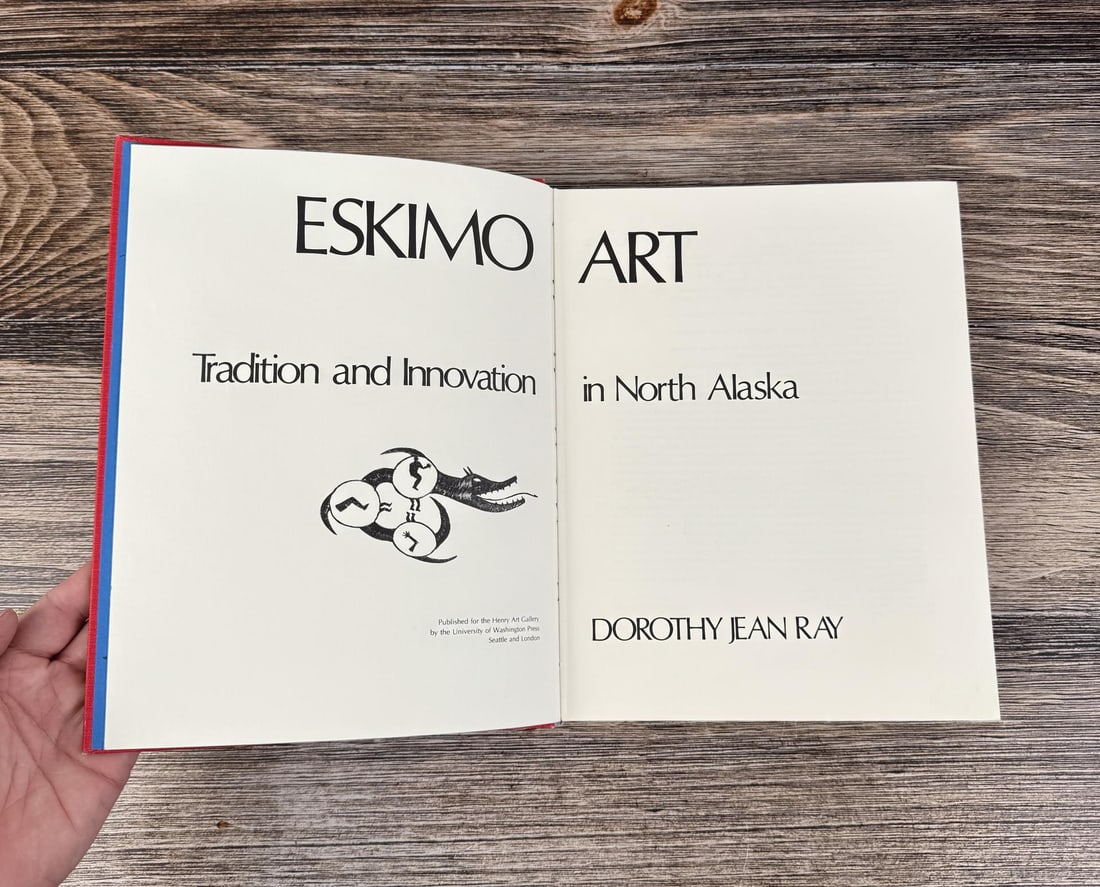 ESKIMO ART
Tradition and Innovation in North Alaska
Published for the Henry Art Gallery
by the University of Washington Press
Seattle and London
DOROTHY JEAN RAY